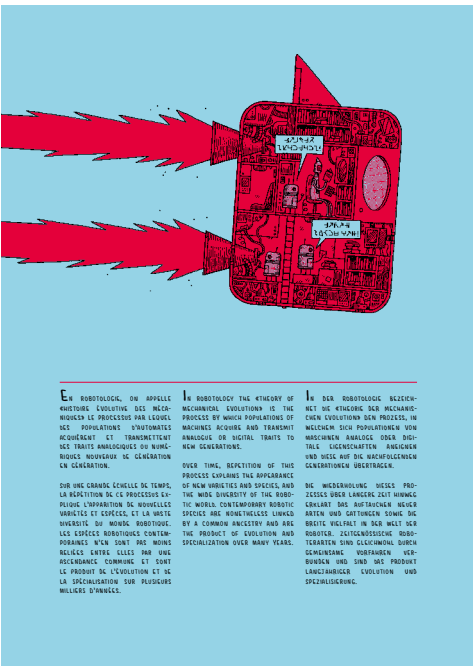 En robotologie, on appelle
«histoire évolutive des méca-
niques» le processus par lequel
des populations d'automates
acquièrent et transmettent
des traits analogiques ou numé-
riques nouveaux de génération
en génération.
Sur une grande échelle de temps,
la répétition de ce processus ex-
plique l'apparition de nouvelles
variétés et espèces, et la vaste
diversité du monde robotique.
Les espèces robotiques contem-
poraines n'en sont pas moins
reliées entre elles par une
ascendance commune et sont
le produit de l'évolution et de
la spécialisation sur plusieurs
milliers d'années.
In robotology the «theory of
mechanical evolution» is the
process by which populations of
machines acquire and transmit
analogue or digital traits to
new generations.
Over time, repetition of this
process explains the appearance
of new varieties and species, and
the wide diversity of the robo-
tic world. Contemporary robotic
species are nonetheless linked
by a common ancestry and are
the product of evolution and
specialization over many years.
In der Robotologie bezeich-
net die «Theorie der mechanis-
chen Evolution» den Prozess, in
welchem sich Populationen von
Maschinen analoge oder digi-
tale Eigenschaften aneignen
und diese auf die nachfolgenden
Generationen übertragen.
Die Wiederholung dieses Pro-
zesses über längere Zeit hinweg
erklärt das Auftauchen neuer
Arten und Gattungen sowie die
breite Vielfalt in der Welt der
Roboter. Zeitgenössische Robo-
terarten sind gleichwohl durch
gemeinsame Vorfahren ver-
bunden und sind das Produkt
langjähriger Evolution und
Spezialisierung.